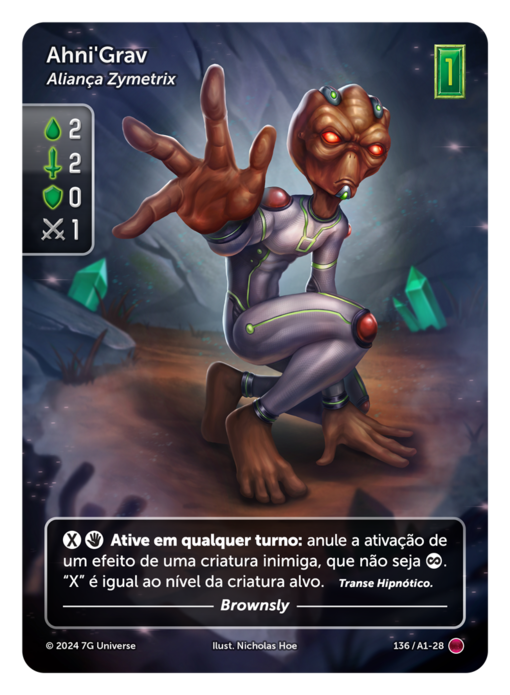 Ahni'Grav
Aliança Zymetrix
1
2
2
0
1
X Ative em qualquer turno: anule a ativação de
um efeito de uma criatura inimiga, que não seja ∞.
“X” é igual ao nível da criatura alvo. Transe Hipnótico.
Brownsly
© 2024 7G Universe Ilust. Nicholas Hoe 136 / A1-28